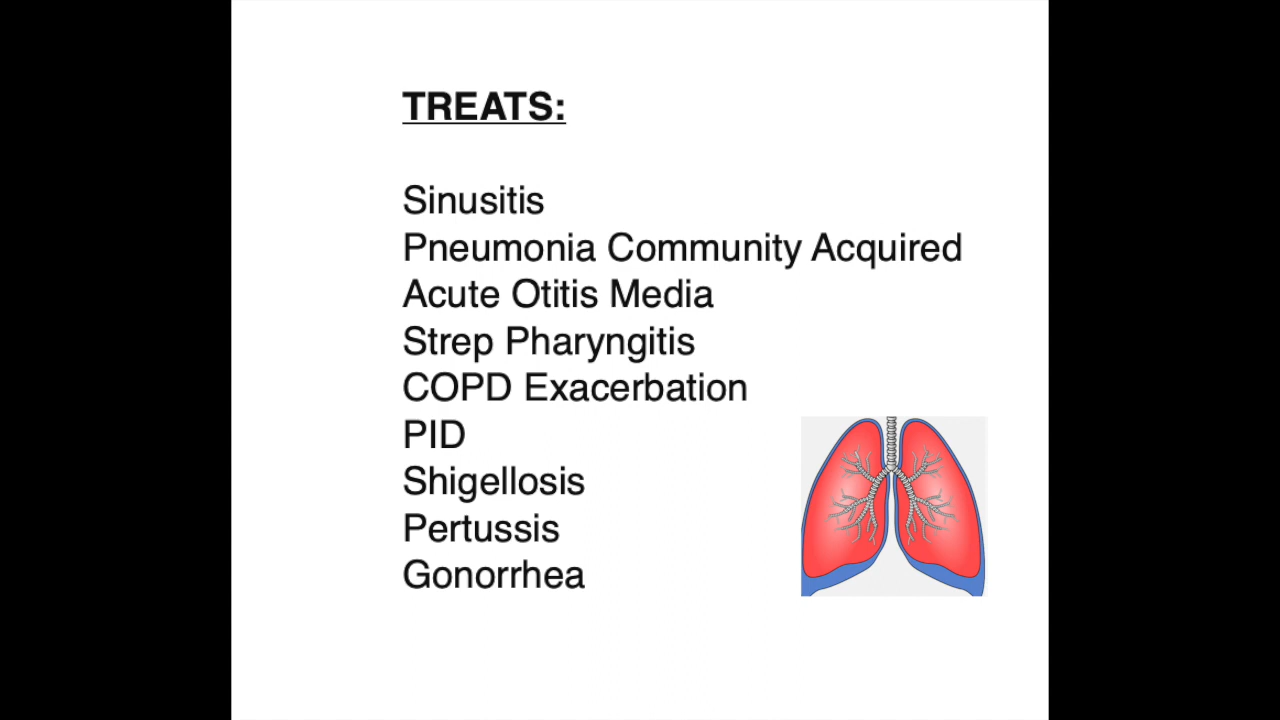 TREATS:
Sinusitis
Pneumonia Community Acquired
Acute Otitis Media
Strep Pharyngitis
COPD Exacerbation
PID
Shigellosis
Pertussis
Gonorrhea